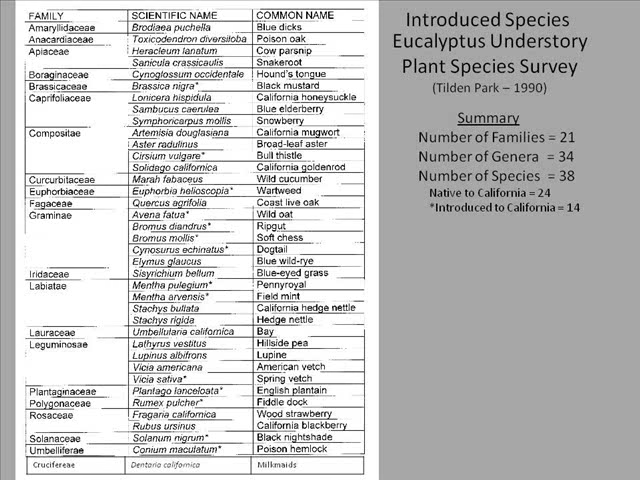 FAMILY SCIENTIFIC NAME COMMON NAME
Amaryllidaceae Brodiaea puchella Blue dicks
Anacardiaceae Toxicodendron diversiloba Poison oak
Apiaceae Heracleum lanatum Cow parsnip
Sanicula crassicaulis Snakeroot
Boraginaceae Cynoglossum occidentale Hound's tongue
Brassicaceae Brassica nigra* Black mustard
Caprifoliaceae Lonicera hispidula California honeysuckle
Sambucus caerulea Blue elderberry
Symphoricarpus mollis Snowberry
Compositae Artemisia douglasiana California mugwort
Aster radulinus Broad-leaf aster
Cirsium vulgare* Bull thistle
Solidago californica California goldenrod
Curcurbitaceae Marah fabaceus Wild cucumber
Euphorbiaceae Euphorbia helioscopia* Wartweed
Fagaceae Quercus agrifolia Coast live oak
Graminae Avena fatua* Wild oat
Bromus diandrus* Ripgut
Bromus mollis* Soft chess
Cynosurus echinatus* Dogtail
Elymus glaucus Blue wild-rye
Iridaceae Sisyrichium bellum Blue-eyed grass
Labiatae Mentha pulegium* Pennyroyal
Mentha arvensis* Field mint
Stachys bullata California hedge nettle
Stachys rigida Hedge nettle
Lauraceae Umbellularia californica Bay
Leguminosae Lathyrus vestitus Hillside pea
Lupinus albifrons Lupine
Vicia americana American vetch
Vicia sativa* Spring vetch
Plantaginaceae Plantago lanceloata* English plantain
Polygonaceae Rumex pulcher* Fiddle dock
Rosaceae Fragaria californica Wood strawberry
Rubus ursinus California blackberry
Solanaceae Solanum nigrum* Black nightshade
Umbelliferae Conium maculatum* Poison hemlock
Crucifereae Dentaria californica Milkmaids
Introduced Species
Eucalyptus Understory
Plant Species Survey
(Tilden Park – 1990)
Summary
Number of Families = 21
Number of Genera = 34
Number of Species = 38
Native to California = 24
*Introduced to California = 14